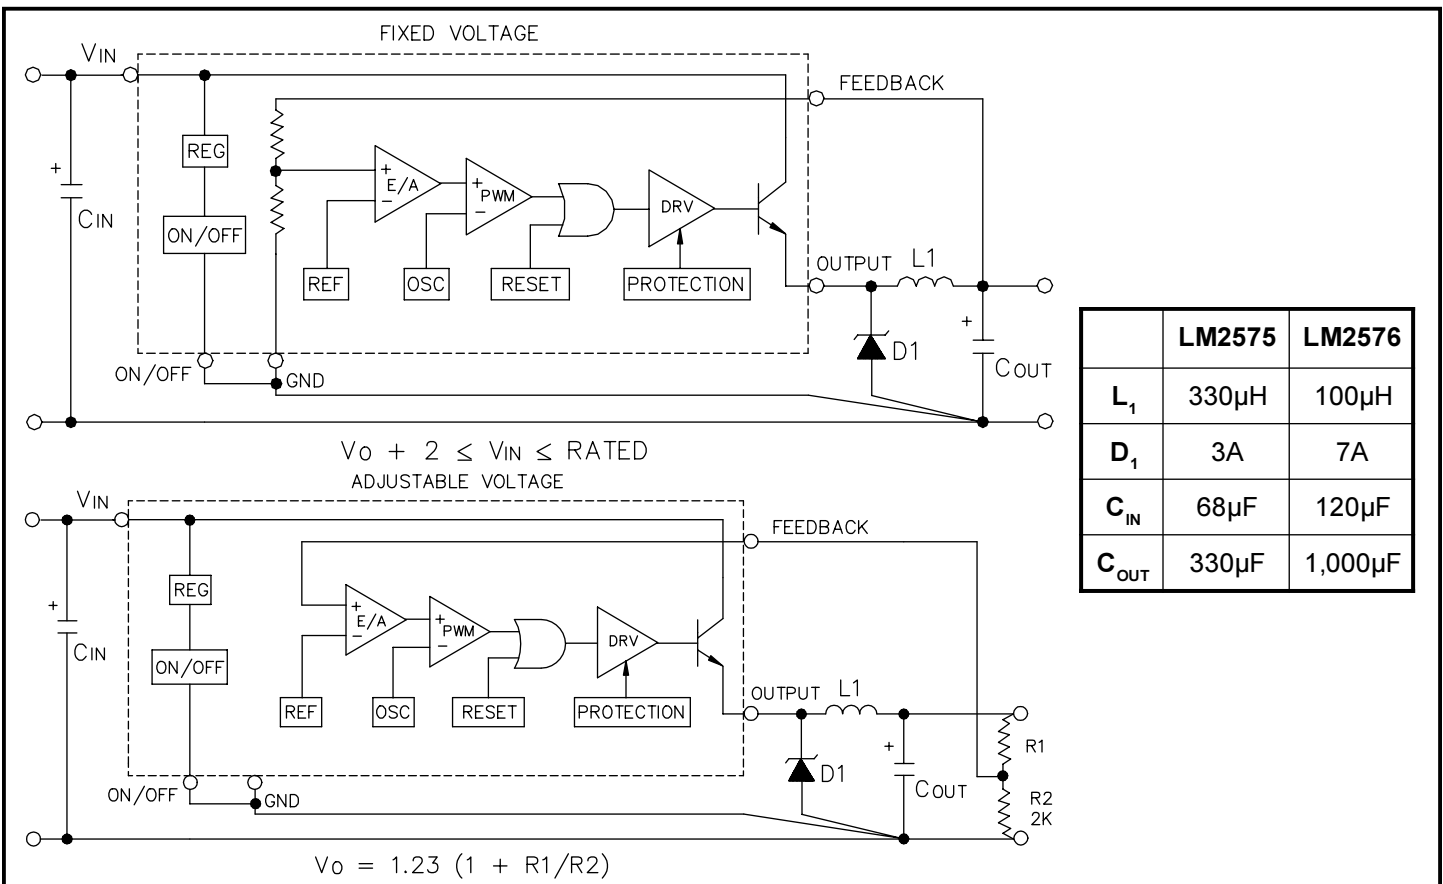 FIXED VOLTAGE
VIN
FEEDBACK
REG
+
E/A
−
+
PWM
−
DRV
+
CIN
ON/OFF
REF
OSC
RESET
PROTECTION
OUTPUT
L1
+
D1
COUT
ON/OFF
GND
VO + 2 ≤ VIN ≤ RATED
ADJUSTABLE VOLTAGE
VIN
FEEDBACK
REG
+
E/A
−
+
PWM
−
DRV
+
CIN
ON/OFF
REF
OSC
RESET
PROTECTION
OUTPUT
L1
R1
+
D1
COUT
R2
2K
ON/OFF
GND
VO = 1.23 (1 + R1/R2)
LM2575 LM2576
L1 330µH 100µH
D1 3A 7A
CIN 68µF 120µF
COUT 330µF 1,000µF